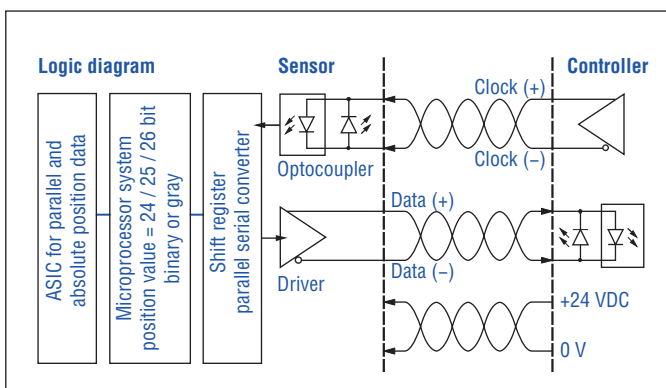 Logic diagram
Sensor
Controller
ASIC for parallel and
absolute position data
Microprocessor system
position value = 24 / 25 / 26 bit
binary or gray
Shift register
parallel serial converter
Optocoupler
Clock (+)
Clock (−)
Driver
Data (+)
Data (−)
+24 VDC
0 V